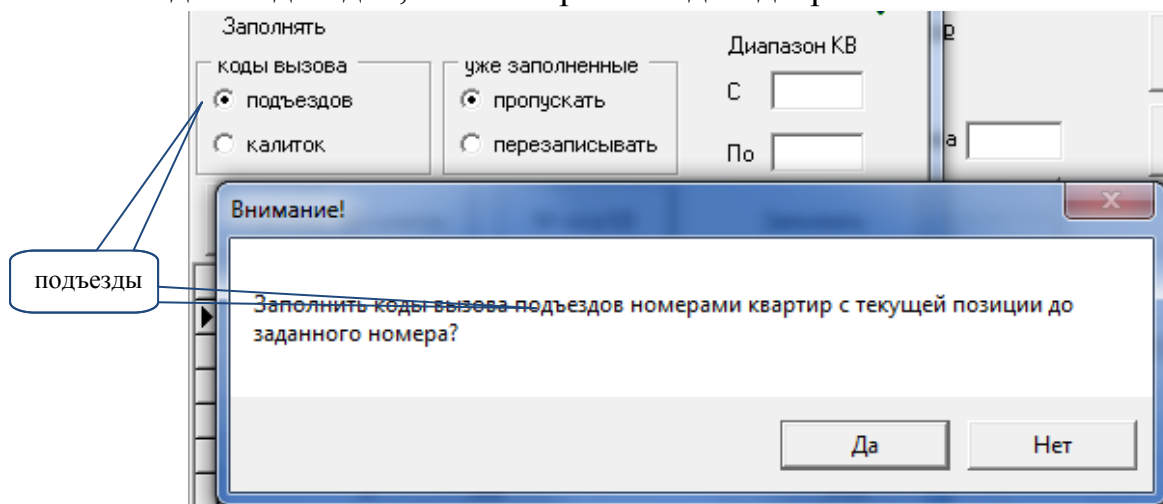 Заполнять
коды вызова
подъездов
калиток
уже заполненные
пропускать
перезаписывать
Диапазон КВ
С
По
а
Внимание!
подъезды
Заполнить коды вызова подъездов номерами квартир с текущей позиции до
заданного номера?
Да
Нет